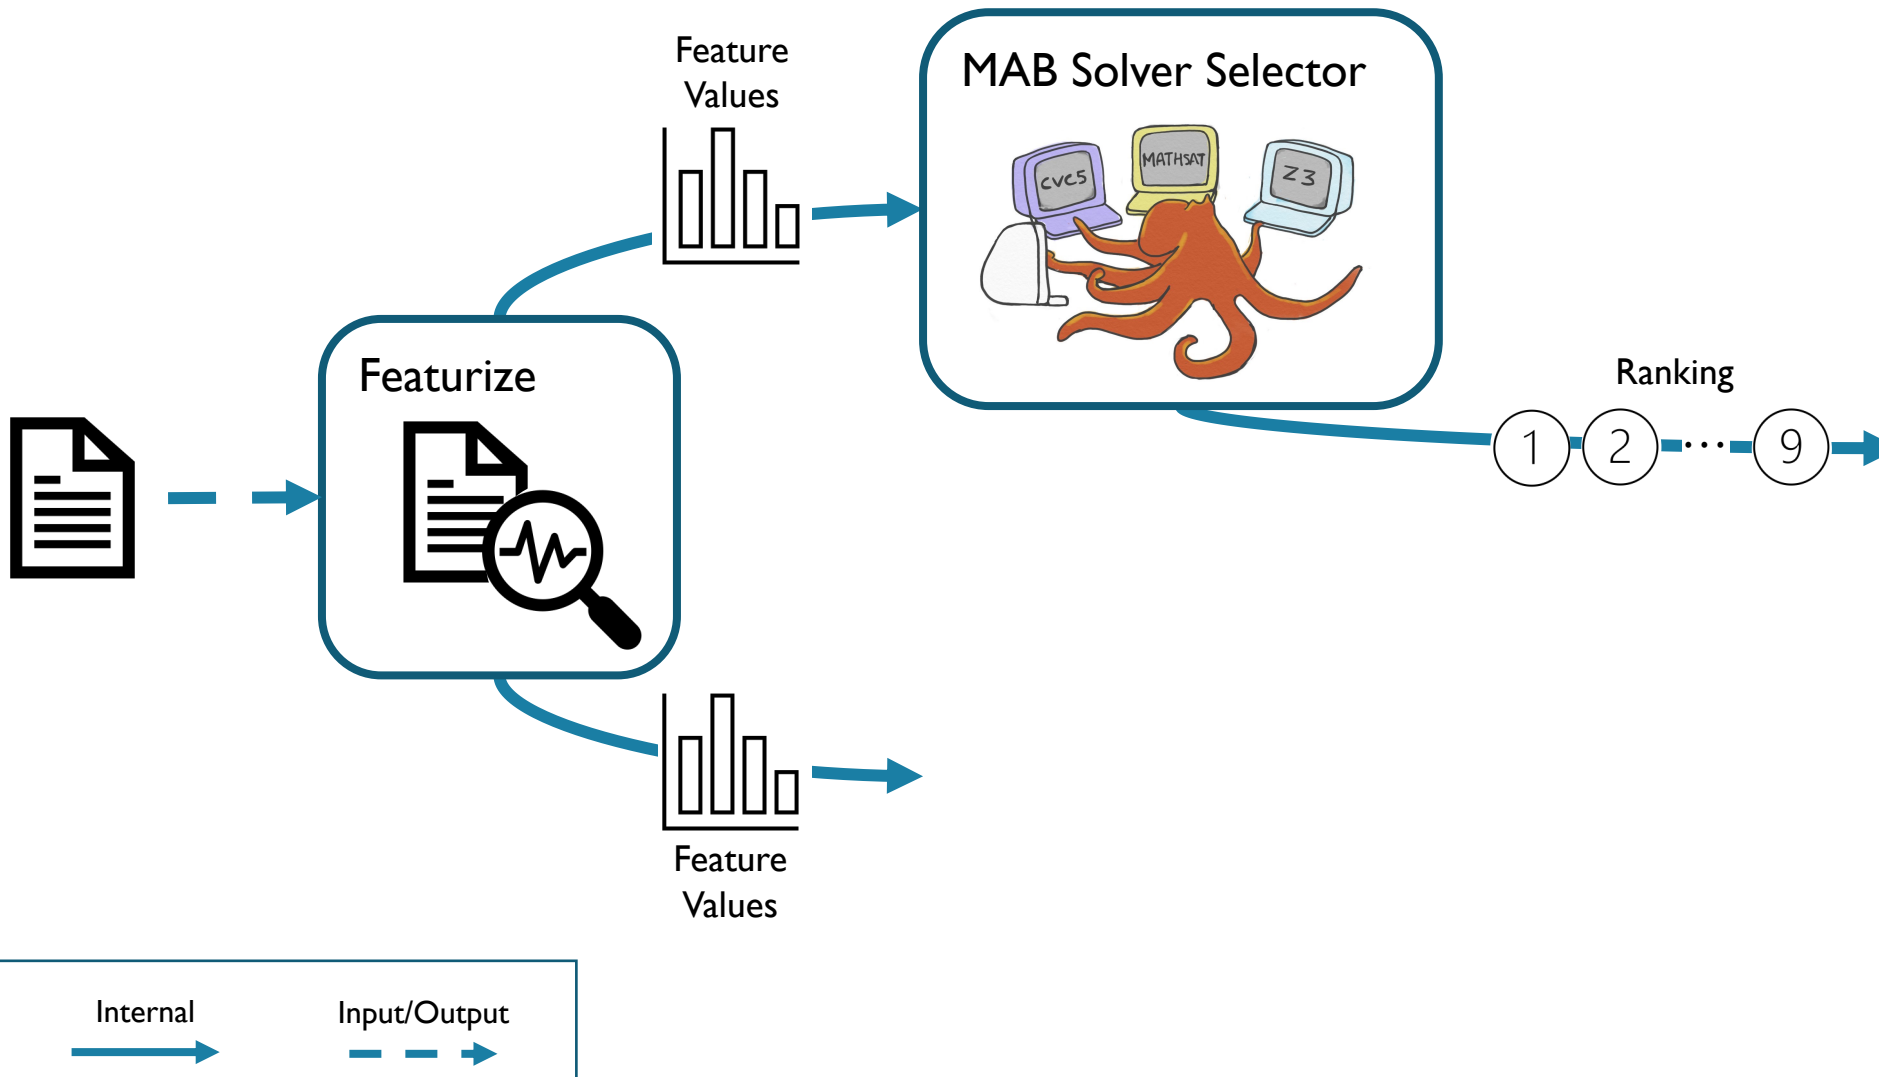 Feature
Values
MAB Solver Selector
CVC5
MATHSAT
Z3
Featurize
Ranking
1 2 ... 9
Feature
Values
Internal
Input/Output